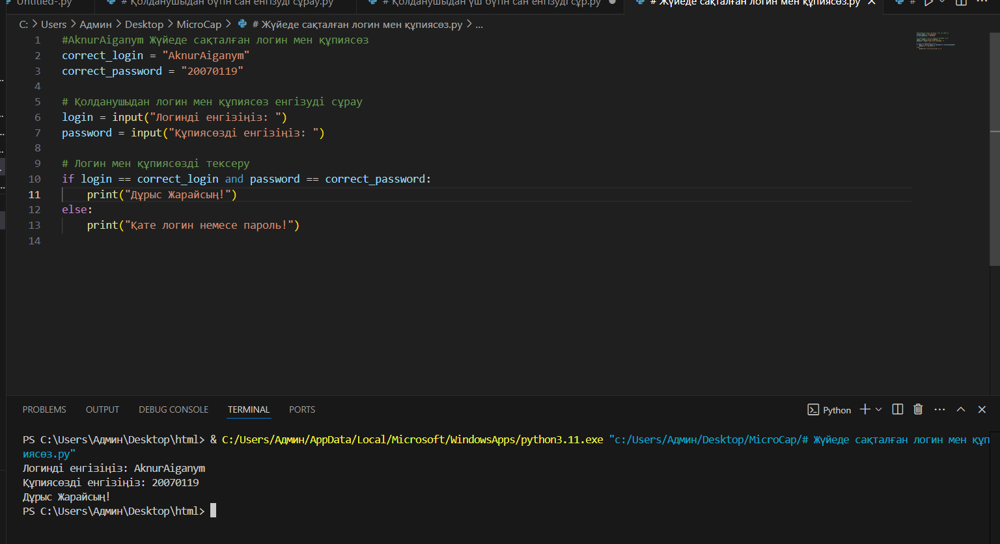 Untitled-.py # Қолданушыдан бүтін сан енгізуді сұрау.py # Қолданушыдан үш бүтін сан енгізуді сұр.py # Жүйеде сақталған логин мен құпиясөз.py #
C: > Users > Админ > Desktop > MicroCap > # Жүйеде сақталған логин мен құпиясөз.py > ...
1 #AknurAiganym Жүйеде сақталған логин мен құпиясөз
2 correct_login = "AknurAiganym"
3 correct_password = "20070119"
4
5 # Қолданушыдан логин мен құпиясөз енгізуді сұрау
6 login = input("Логинді енгізіңіз: ")
7 password = input("Құпиясөзді енгізіңіз: ")
8
9 # Логин мен құпиясөзді тексеру
10 if login == correct_login and password == correct_password:
11 print("Дұрыс Жарайсың!")
12 else:
13 print("Қате логин немесе пароль!")
14
PROBLEMS OUTPUT DEBUG CONSOLE TERMINAL PORTS Python
PS C:\Users\Админ\Desktop\html> & C:/Users/Админ/AppData/Local/Microsoft/WindowsApps/python3.11.exe "c:/Users/Админ/Desktop/MicroCap/# Жүйеде сақталған логин мен құп
иясөз.py"
Логинді енгізіңіз: AknurAiganym
Құпиясөзді енгізіңіз: 20070119
Дұрыс Жарайсың!
PS C:\Users\Админ\Desktop\html>